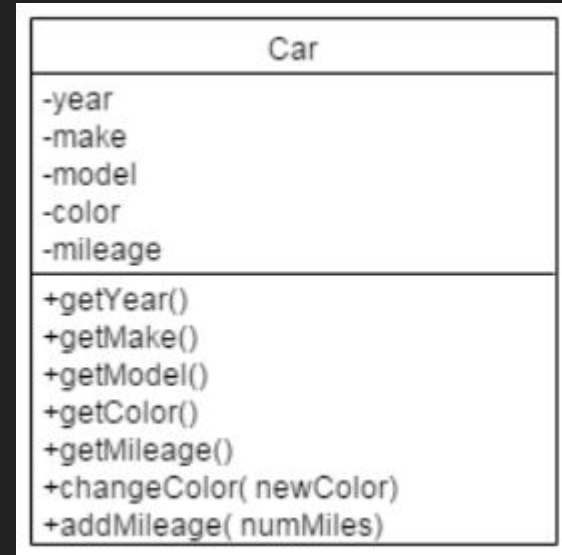 Car
-year
-make
-model
-color
-mileage
+getYear()
+getMake()
+getModel()
+getColor()
+getMileage()
+changeColor( newColor)
+addMileage( numMiles)